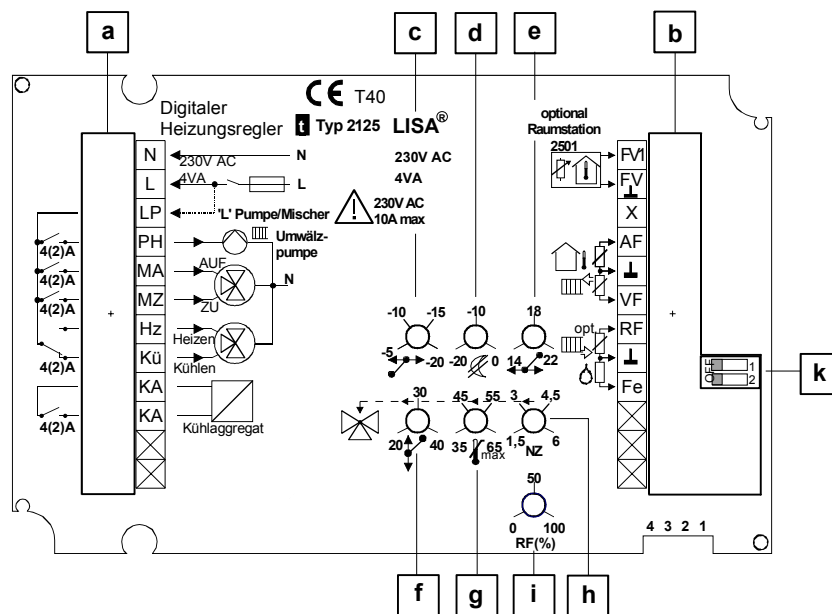 a
c
d
e
b
CE T40
Digitaler
Heizungsregler
t Typ 2125 LISA®
optional
Raumstation
2501
N
230V AC
N
L
4VA
L
LP
'L' Pumpe/Mischer
230V AC
4VA
230V AC
10A max
PH
4(2)A
Umwälz-
pumpe
MA
4(2)A
AUF
N
MZ
4(2)A
ZU
Hz
Heizen
Kü
4(2)A
Kühlen
KA
KA
4(2)A
Kühlaggregat
FV1
FV
X
AF
VF
RF
opt.
Fe
-10
-15
-5
-20
-10
-20
0
18
14
22
30
20
40
45
55
35
65
max
3
4,5
1,5
6
NZ
50
0
100
RF(%)
OFF
1
2
k
4 3 2 1
f
g
i
h